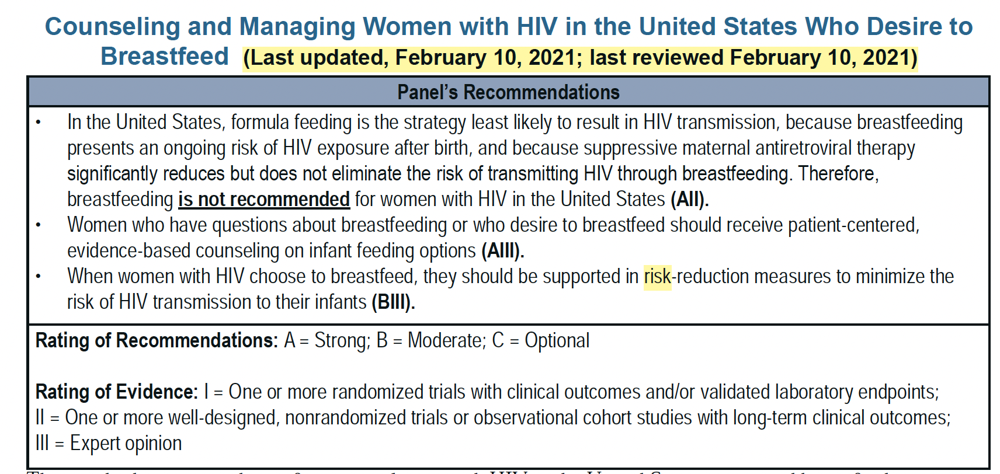 Counseling and Managing Women with HIV in the United States Who Desire to
Breastfeed (Last updated, February 10, 2021; last reviewed February 10, 2021)
Panel's Recommendations
• In the United States, formula feeding is the strategy least likely to result in HIV transmission, because breastfeeding
presents an ongoing risk of HIV exposure after birth, and because suppressive maternal antiretroviral therapy
significantly reduces but does not eliminate the risk of transmitting HIV through breastfeeding. Therefore,
breastfeeding is not recommended for women with HIV in the United States (AII).
• Women who have questions about breastfeeding or who desire to breastfeed should receive patient-centered,
evidence-based counseling on infant feeding options (AIII).
• When women with HIV choose to breastfeed, they should be supported in risk-reduction measures to minimize the
risk of HIV transmission to their infants (BIII).
Rating of Recommendations: A = Strong; B = Moderate; C = Optional
Rating of Evidence: I = One or more randomized trials with clinical outcomes and/or validated laboratory endpoints;
II = One or more well-designed, nonrandomized trials or observational cohort studies with long-term clinical outcomes;
III = Expert opinion